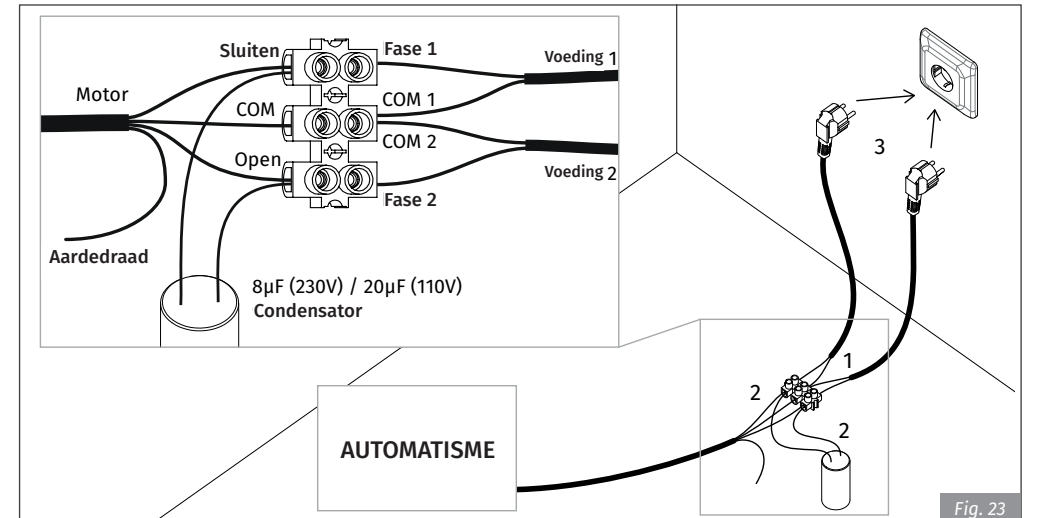 Sluiten
Fase 1
Voeding 1
Motor
COM
COM 1
COM 2
Open
Voeding 2
Fase 2
Aardedraad
8µF (230V) / 20µF (110V)
Condensator
3
1
2
2
AUTOMATISME
Fig. 23